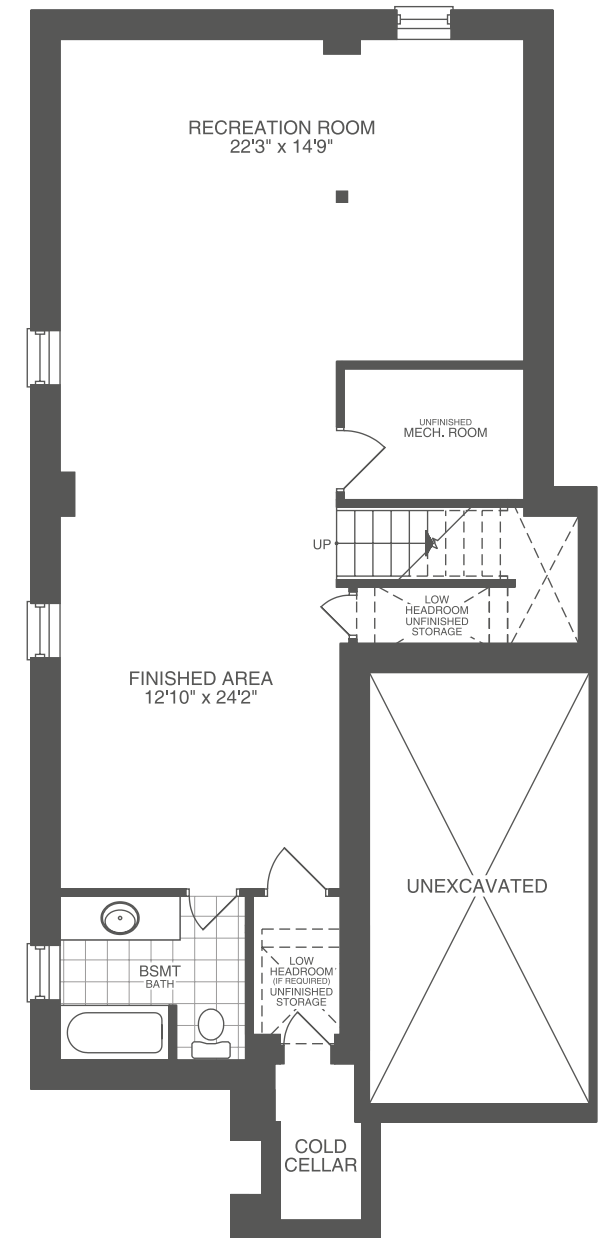 RECREATION ROOM
22'3" x 14'9"
UNFINISHED
MECH. ROOM
UP
LOW
HEADROOM
UNFINISHED
STORAGE
FINISHED AREA
12'10" x 24'2"
UNEXCAVATED
BSMT
BATH
LOW
HEADROOM
(IF REQUIRED)
UNFINISHED
STORAGE
COLD
CELLAR